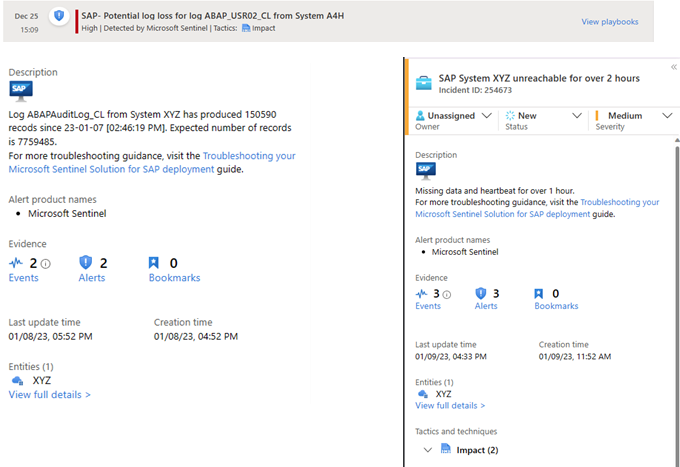 Dec 25
15:09
SAP- Potential log loss for log ABAP_USR02_CL from System A4H
High | Detected by Microsoft Sentinel | Tactics: Impact
View playbooks
Description
SAP
Log ABAPAuditLog_CL from System XYZ has produced 150590
recods since 23-01-07 [02:46:19 PM]. Expected number of records
is 7759485.
For more troubleshooting guidance, visit the Troubleshooting your
Microsoft Sentinel Solution for SAP deployment guide.
Alert product names
• Microsoft Sentinel
Evidence
2 2 0
Events Alerts Bookmarks
Last update time Creation time
01/08/23, 05:52 PM 01/08/23, 04:52 PM
Entities (1)
XYZ
View full details >
«
SAP System XYZ unreachable for over 2 hours
Incident ID: 254673
Unassigned New Medium
Owner Status Severity
Description
SAP
Missing data and heartbeat for over 1 hour.
For more troubleshooting guidance, visit the Troubleshooting your
Microsoft Sentinel Solution for SAP deployment guide.
Alert product names
• Microsoft Sentinel
Evidence
3 3 0
Events Alerts Bookmarks
Last update time Creation time
01/09/23, 04:33 PM 01/09/23, 11:52 AM
Entities (1)
XYZ
View full details >
Tactics and techniques
Impact (2)